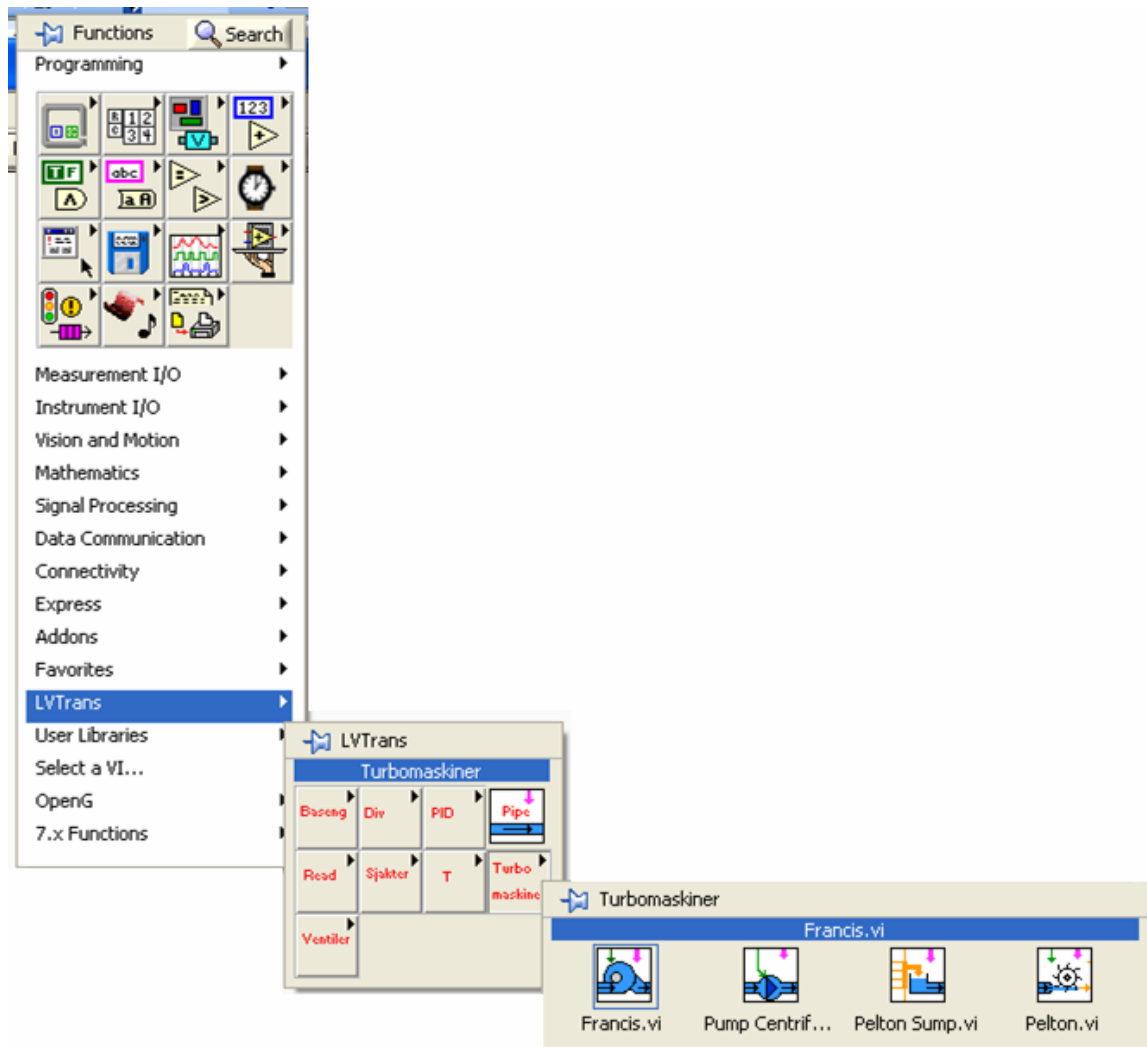 Functions Search
Programming
123
TF abc
Measurement I/O
Instrument I/O
Vision and Motion
Mathematics
Signal Processing
Data Communication
Connectivity
Express
Addons
Favorites
LVTrans
User Libraries
Select a VI...
OpenG
7.x Functions
LVTrans
Turbomaskiner
Baseng Div PID Pipe
Read Sjakter T Turbo
maskine
Ventiler
Turbomaskiner
Francis.vi
Francis.vi Pump Centrif... Pelton Sump.vi Pelton.vi